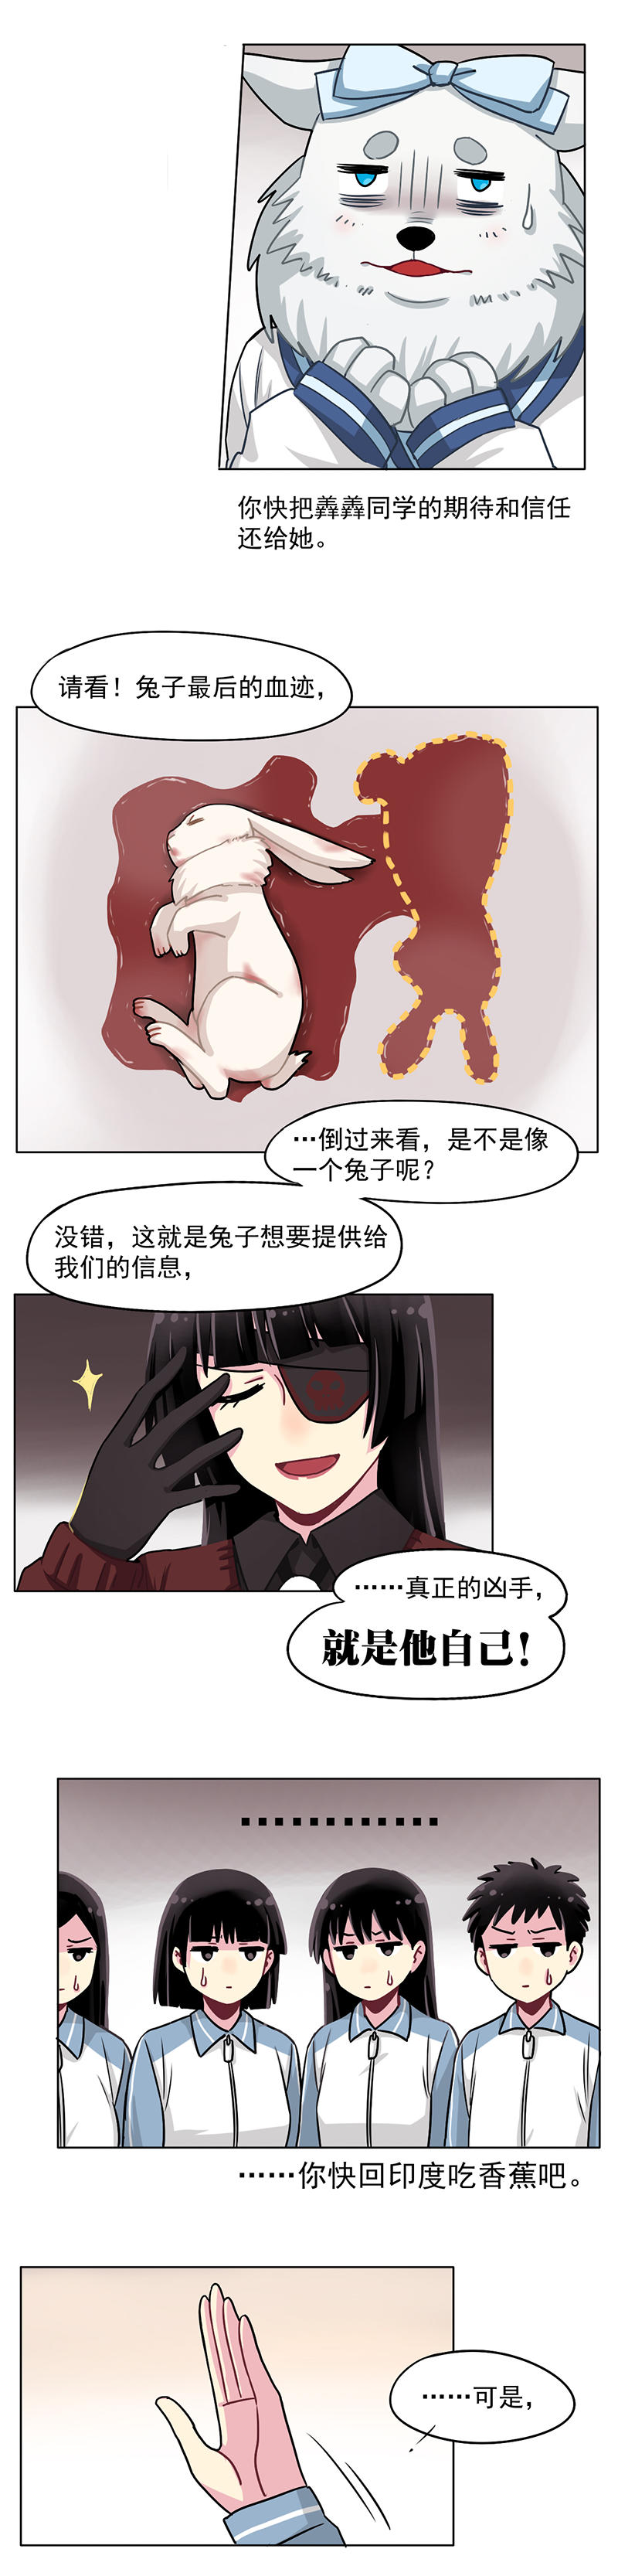 你快把羴羴同学的期待和信任
还给她。
请看！兔子最后的血迹，
…倒过来看，是不是像
一个兔子呢？
没错，这就是兔子想要提供给
我们的信息，
……真正的凶手，
就是他自己！
…………
……你快回印度吃香蕉吧。
……可是，